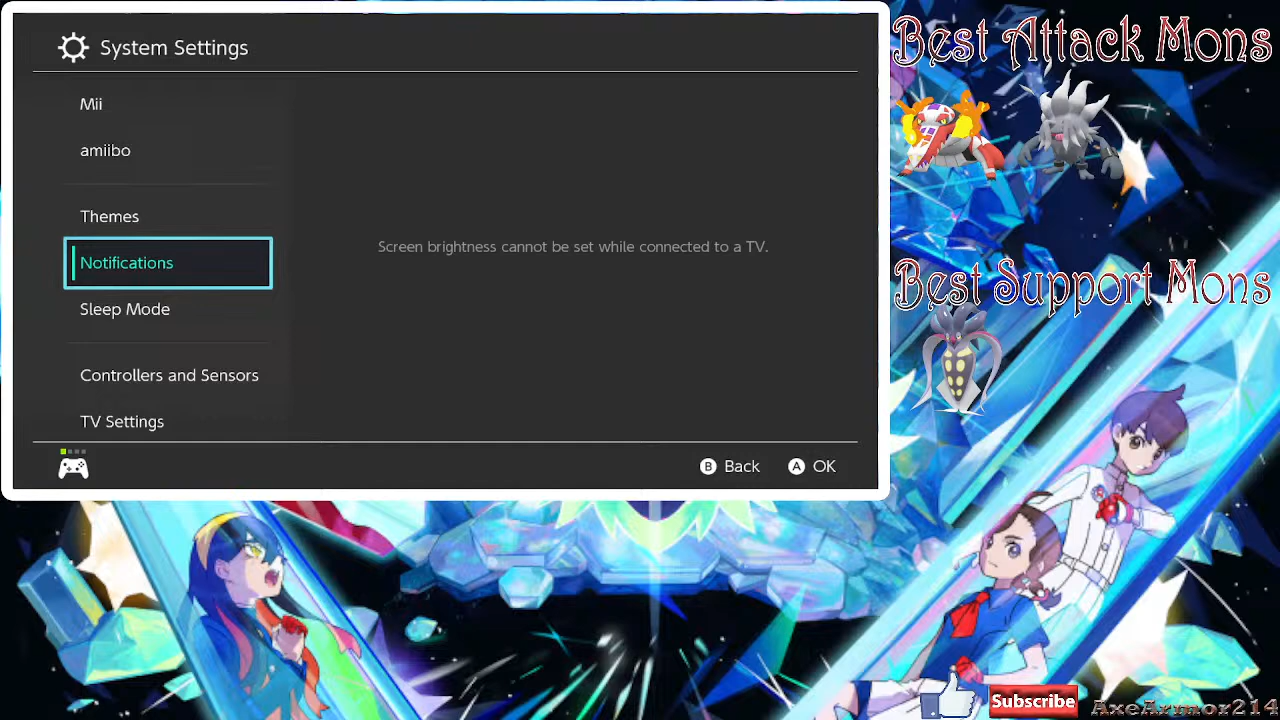 System Settings
Mii
amiibo
Themes
Notifications
Sleep Mode
Controllers and Sensors
TV Settings
Screen brightness cannot be set while connected to a TV.
B Back A OK
Best Attack Mons
Best Support Mons
Subscribe
AxeArmor214